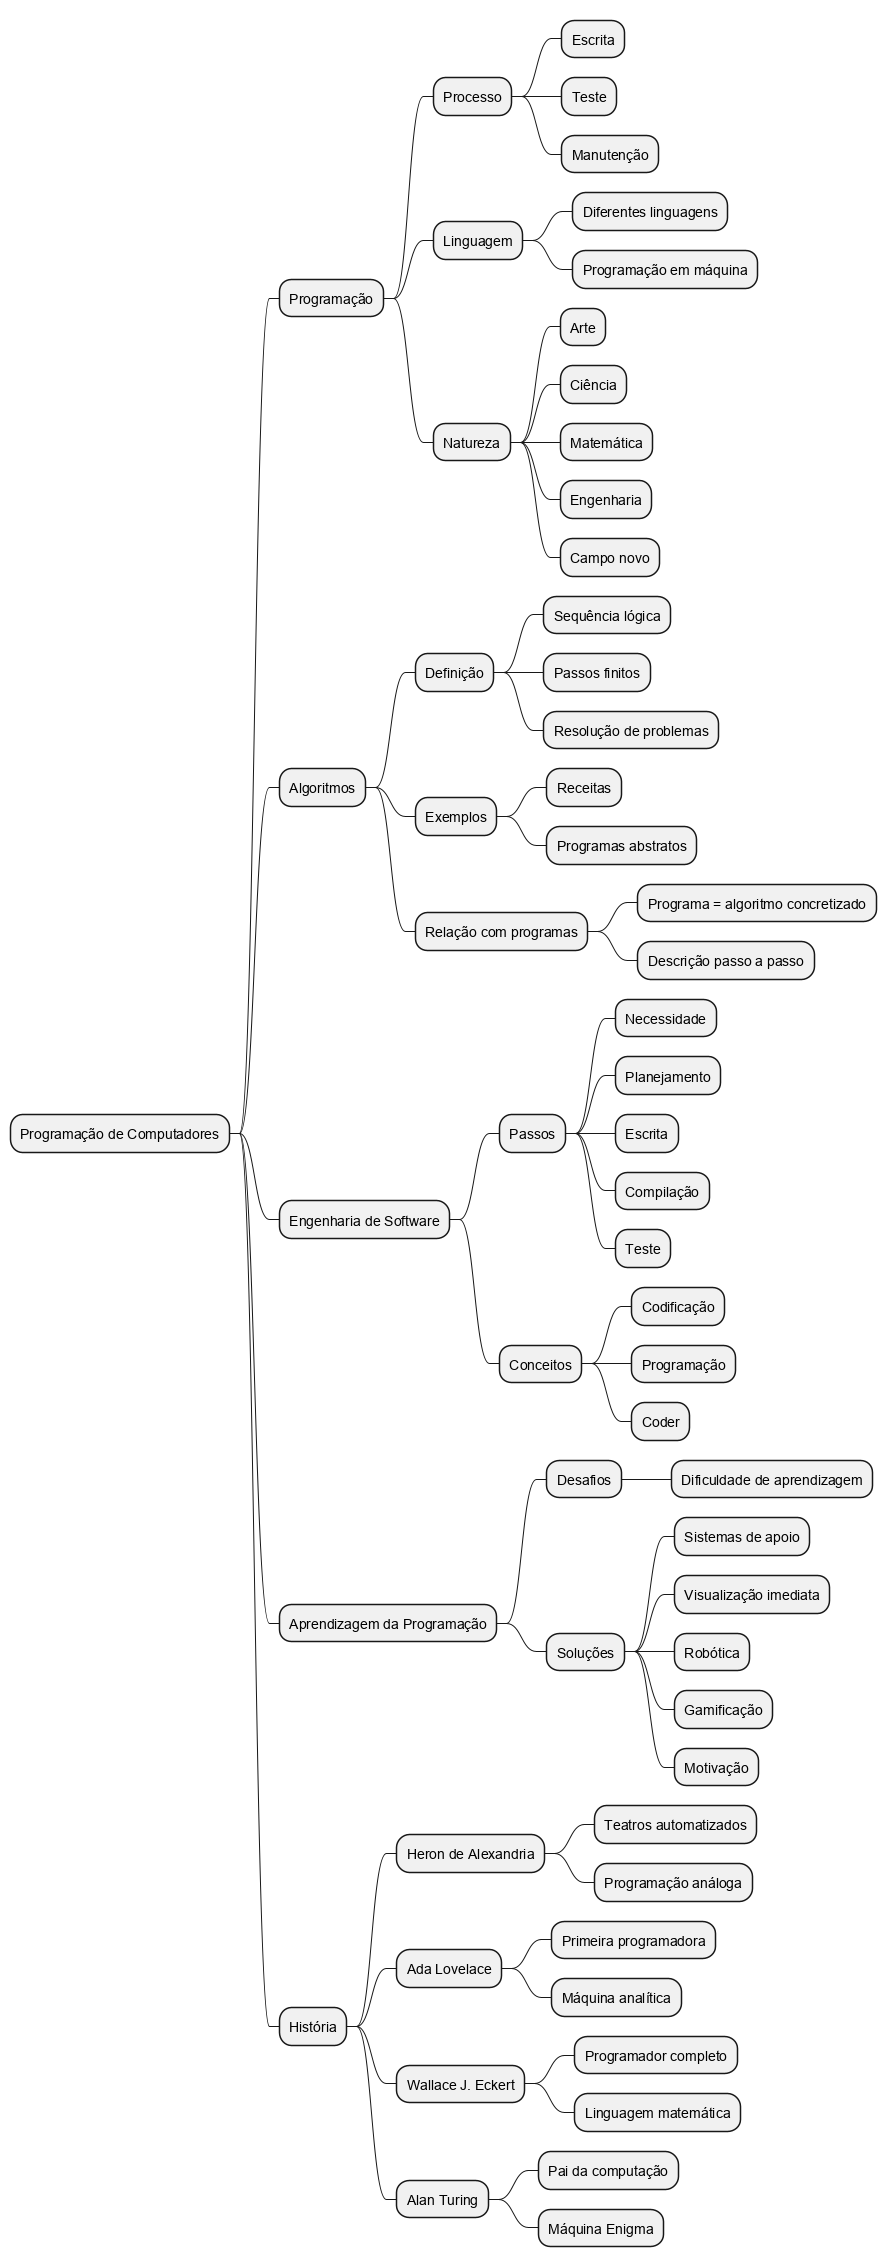 Programação de Computadores
Programação
Processo
Escrita
Teste
Manutenção
Linguagem
Diferentes linguagens
Programação em máquina
Natureza
Arte
Ciência
Matemática
Engenharia
Campo novo
Algoritmos
Definição
Sequência lógica
Passos finitos
Resolução de problemas
Exemplos
Receitas
Programas abstratos
Relação com programas
Programa = algoritmo concretizado
Descrição passo a passo
Engenharia de Software
Passos
Necessidade
Planejamento
Escrita
Compilação
Teste
Conceitos
Codificação
Programação
Coder
Aprendizagem da Programação
Desafios
Dificuldade de aprendizagem
Soluções
Sistemas de apoio
Visualização imediata
Robótica
Gamificação
Motivação
História
Heron de Alexandria
Teatros automatizados
Programação análoga
Ada Lovelace
Primeira programadora
Máquina analítica
Wallace J. Eckert
Programador completo
Linguagem matemática
Alan Turing
Pai da computação
Máquina Enigma